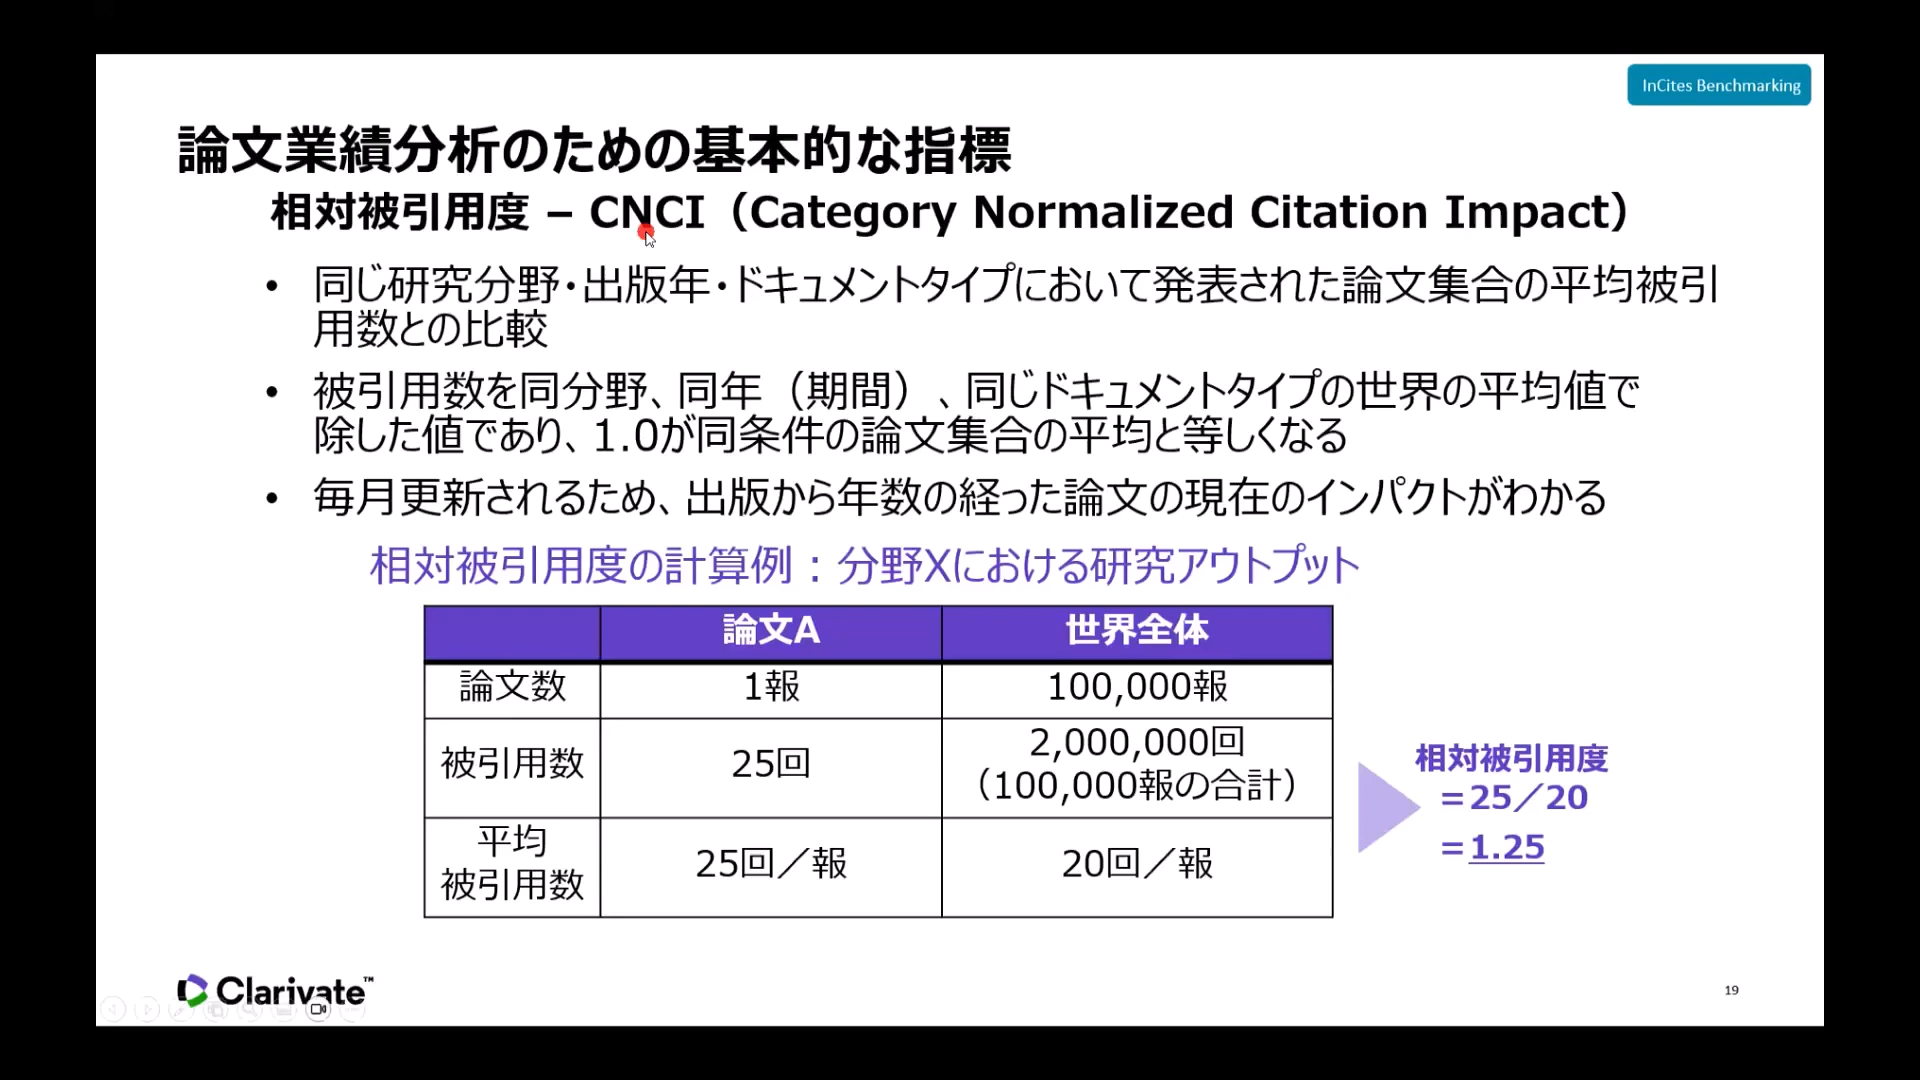 InCites Benchmarking
論文業績分析のための基本的な指標
相対被引用度 – CNCI（Category Normalized Citation Impact）
• 同じ研究分野・出版年・ドキュメントタイプにおいて発表された論文集合の平均被引
用数との比較
• 被引用数を同分野、同年（期間）、同じドキュメントタイプの世界の平均値で
除した値であり、1.0が同条件の論文集合の平均と等しくなる
• 毎月更新されるため、出版から年数の経った論文の現在のインパクトがわかる
相対被引用度の計算例：分野Xにおける研究アウトプット
論文A 世界全体
論文数 1報 100,000報
被引用数 25回 2,000,000回
（100,000報の合計）
平均
被引用数 25回／報 20回／報
相対被引用度
＝25／20
＝1.25
Clarivate™
19